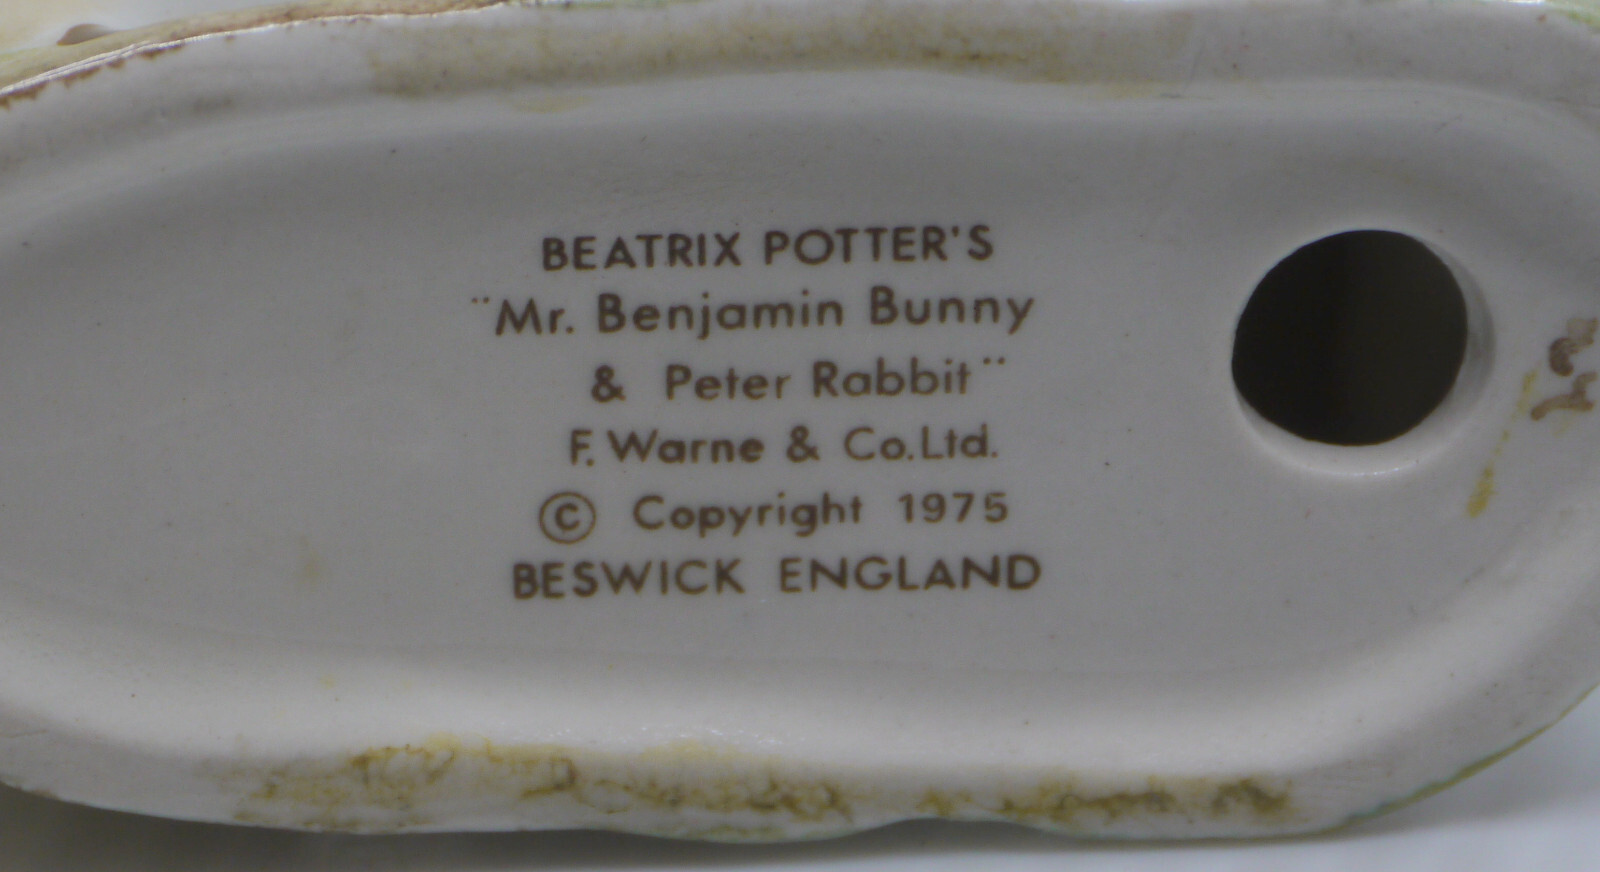 BEATRIX POTTER'S
¨Mr. Benjamin Bunny
& Peter Rabbit¨
F. Warne & Co.Ltd.
© Copyright 1975
BESWICK ENGLAND